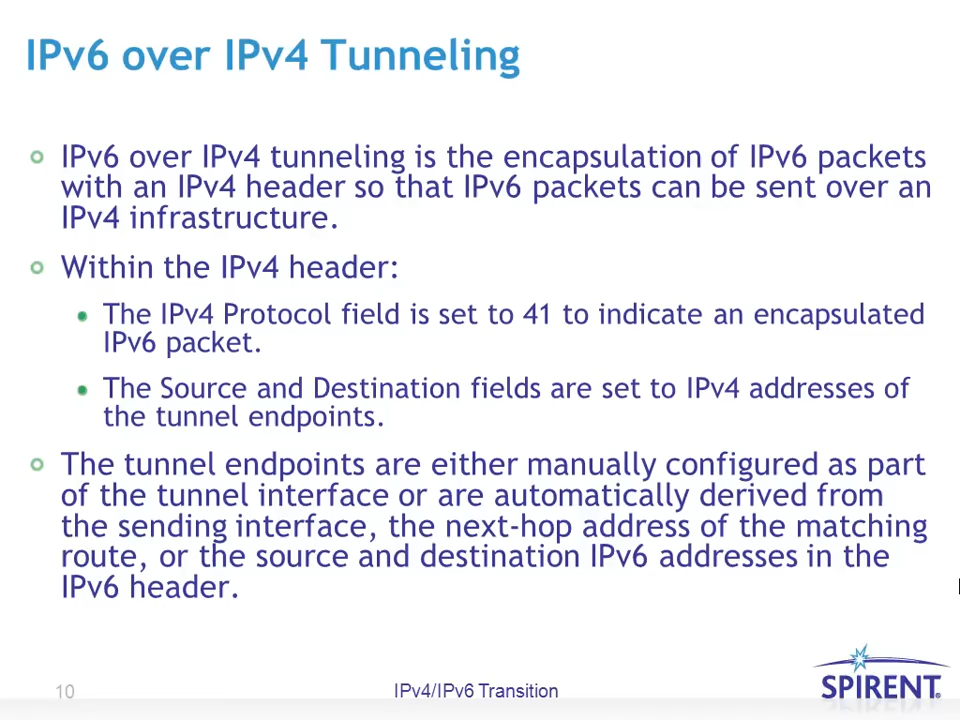 IPv6 over IPv4 Tunneling
IPv6 over IPv4 tunneling is the encapsulation of IPv6 packets
with an IPv4 header so that IPv6 packets can be sent over an
IPv4 infrastructure.
Within the IPv4 header:
The IPv4 Protocol field is set to 41 to indicate an encapsulated
IPv6 packet.
The Source and Destination fields are set to IPv4 addresses of
the tunnel endpoints.
The tunnel endpoints are either manually configured as part
of the tunnel interface or are automatically derived from
the sending interface, the next-hop address of the matching
route, or the source and destination IPv6 addresses in the
IPv6 header.
10
IPv4/IPv6 Transition
SPIRENT®